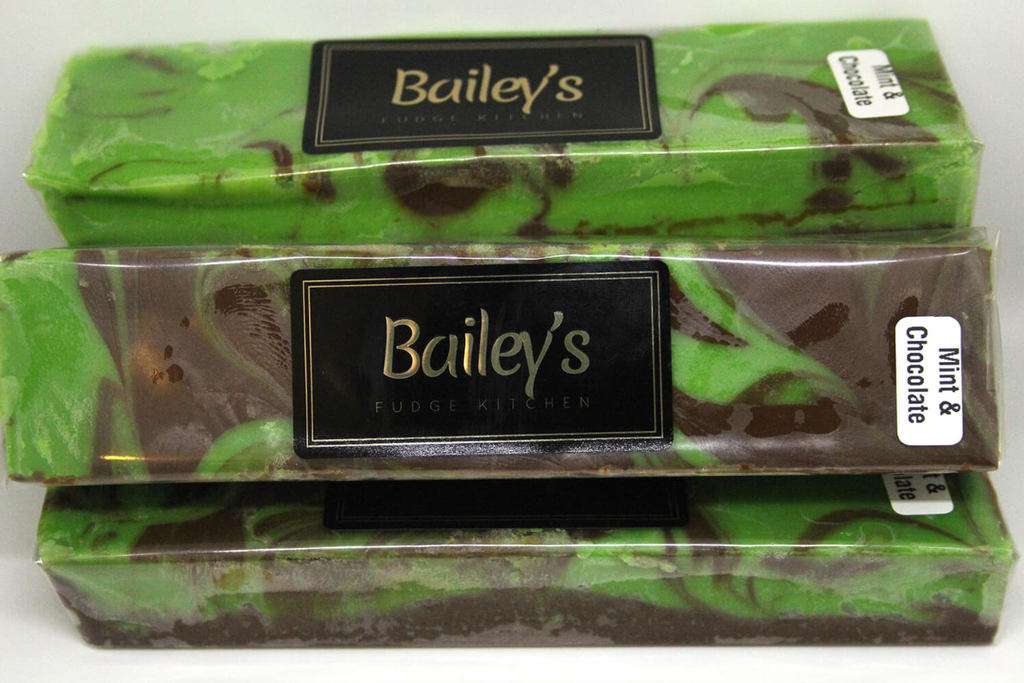 Bailey's
FUDGE KITCHEN
Mint &
Chocolate
Bailey's
FUDGE KITCHEN
Mint &
Chocolate
&